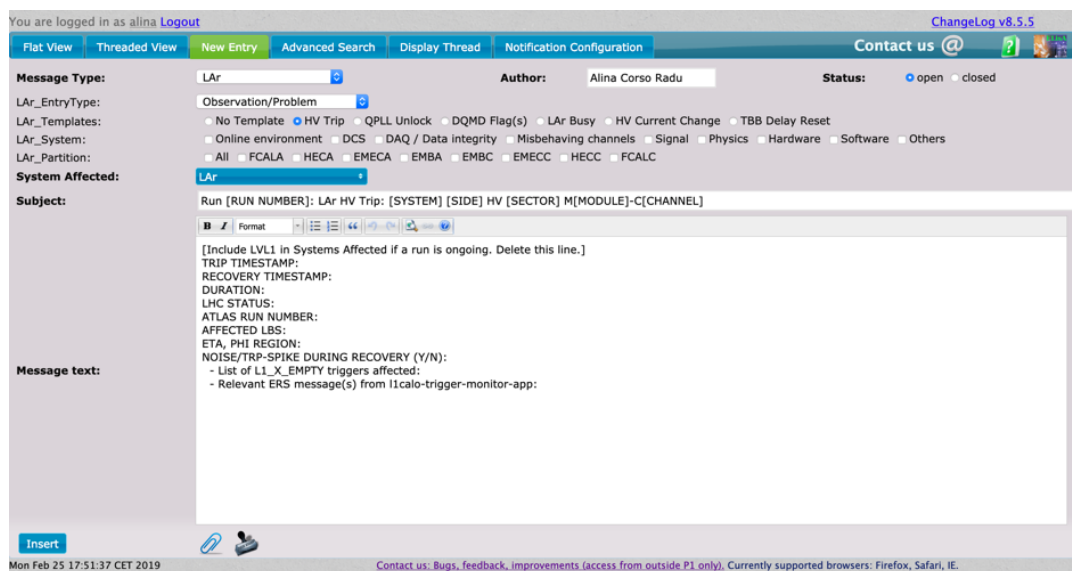 You are logged in as alina Logout ChangeLog v8.5.5
Flat View Threaded View New Entry Advanced Search Display Thread Notification Configuration Contact us @ ?
Message Type: LAr Author: Alina Corso Radu Status: open closed
LAr_EntryType: Observation/Problem
LAr_Templates: No Template HV Trip QPLL Unlock DQMD Flag(s) LAr Busy HV Current Change TBB Delay Reset
LAr_System: Online environment DCS DAQ / Data integrity Misbehaving channels Signal Physics Hardware Software Others
LAr_Partition: All FCALA HECA EMECA EMBA EMBC EMECC HECC FCALC
System Affected: LAr
Subject: Run [RUN NUMBER]: LAr HV Trip: [SYSTEM] [SIDE] HV [SECTOR] M[MODULE]-C[CHANNEL]
B I Format
[Include LVL1 in Systems Affected if a run is ongoing. Delete this line.]
TRIP TIMESTAMP:
RECOVERY TIMESTAMP:
DURATION:
LHC STATUS:
ATLAS RUN NUMBER:
AFFECTED LBS:
ETA, PHI REGION:
NOISE/TRP-SPIKE DURING RECOVERY (Y/N):
Message text: - List of L1_X_EMPTY triggers affected:
- Relevant ERS message(s) from l1calo-trigger-monitor-app:
Insert
Mon Feb 25 17:51:37 CET 2019 Contact us: Bugs, feedback, improvements (access from outside P1 only), Currently supported browsers: Firefox, Safari, IE.